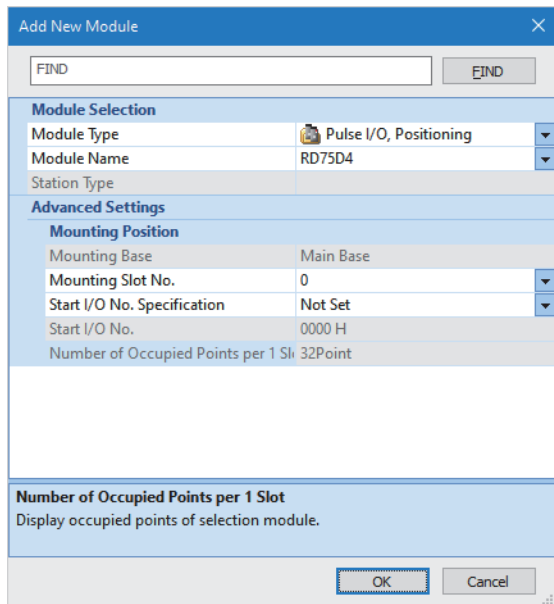 Add New Module
FIND
FIND
Module Selection
Module Type Pulse I/O, Positioning
Module Name RD75D4
Station Type
Advanced Settings
Mounting Position
Mounting Base Main Base
Mounting Slot No. 0
Start I/O No. Specification Not Set
Start I/O No. 0000 H
Number of Occupied Points per 1 Sl 32Point
Number of Occupied Points per 1 Slot
Display occupied points of selection module.
OK Cancel